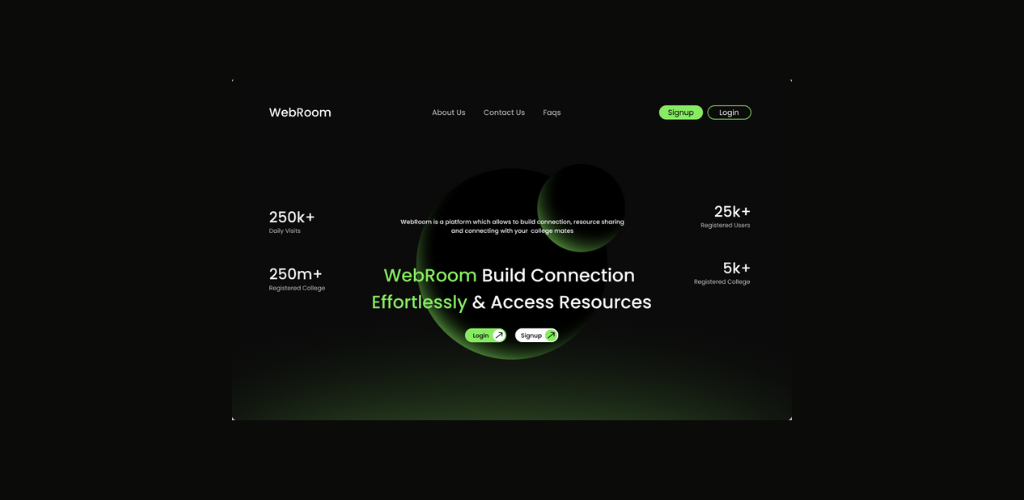 WebRoom
About Us
Contact Us
Faqs
Signup
Login
250k+
Daily Visits
250m+
Registered College
WebRoom is a platform which allows to build connection, resource sharing
and connecting with your college mates
WebRoom Build Connection
Effortlessly & Access Resources
Login
Signup
25k+
Registered Users
5k+
Registered College